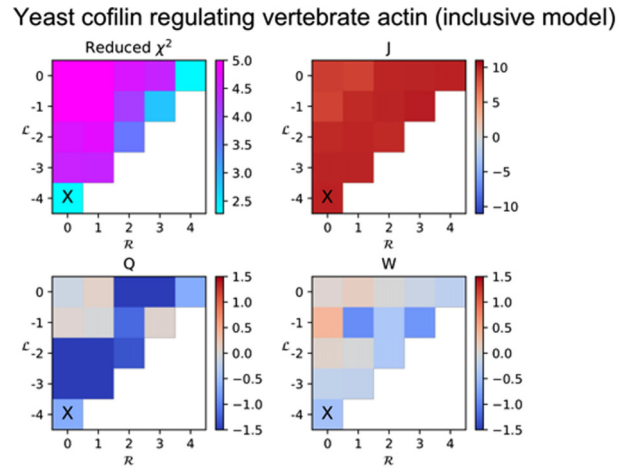 Yeast cofilin regulating vertebrate actin (inclusive model)
Reduced χ²
J
0
-1
-2
-3
-4
ℒ
X
0 1 2 3 4
ℛ
5.0
4.5
4.0
3.5
3.0
2.5
0
-1
-2
-3
-4
ℒ
X
0 1 2 3 4
ℛ
10
5
0
−5
−10
Q
W
0
-1
-2
-3
-4
ℒ
X
0 1 2 3 4
ℛ
1.5
1.0
0.5
0.0
−0.5
−1.0
−1.5
0
-1
-2
-3
-4
ℒ
X
0 1 2 3 4
ℛ
1.5
1.0
0.5
0.0
−0.5
−1.0
−1.5